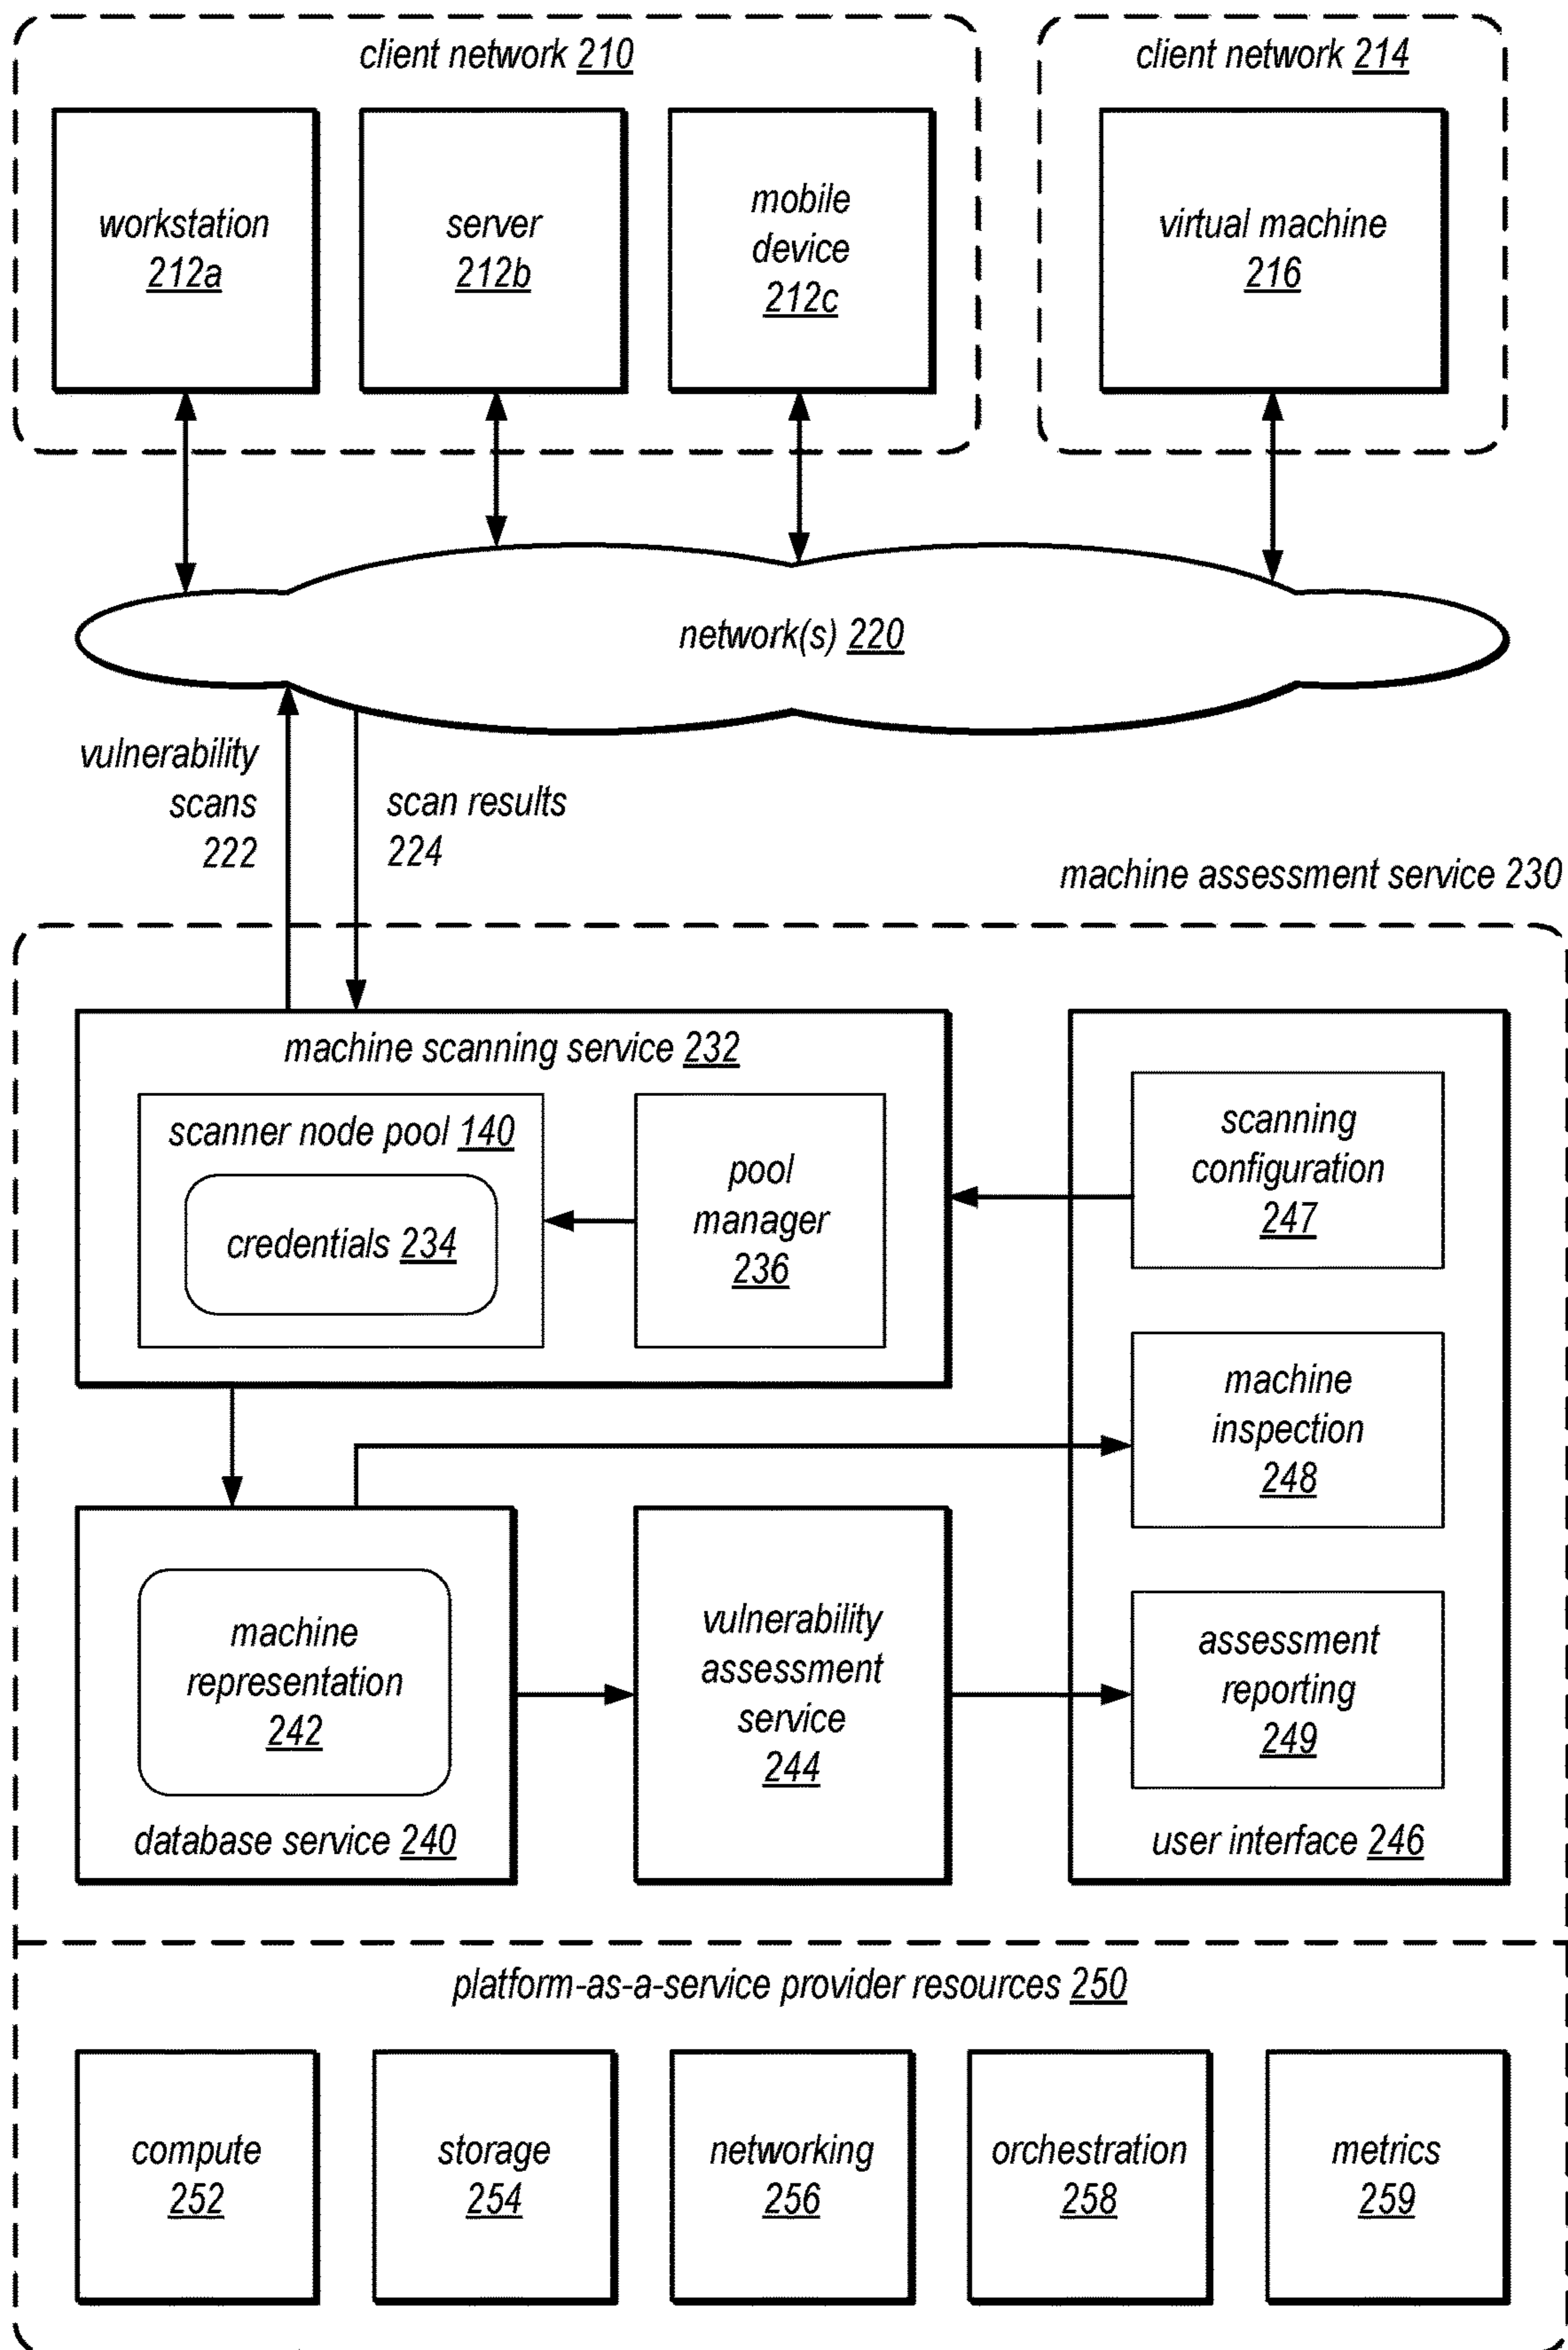 client network 210
workstation
212a
server
212b
mobile
device
212c
client network 214
virtual machine
216
network(s) 220
vulnerability
scans
222
scan results
224
machine assessment service 230
machine scanning service 232
scanner node pool 140
credentials 234
pool
manager
236
scanning
configuration
247
machine
inspection
248
machine
representation
242
database service 240
vulnerability
assessment
service
244
assessment
reporting
249
user interface 246
platform-as-a-service provider resources 250
compute
252
storage
254
networking
256
orchestration
258
metrics
259